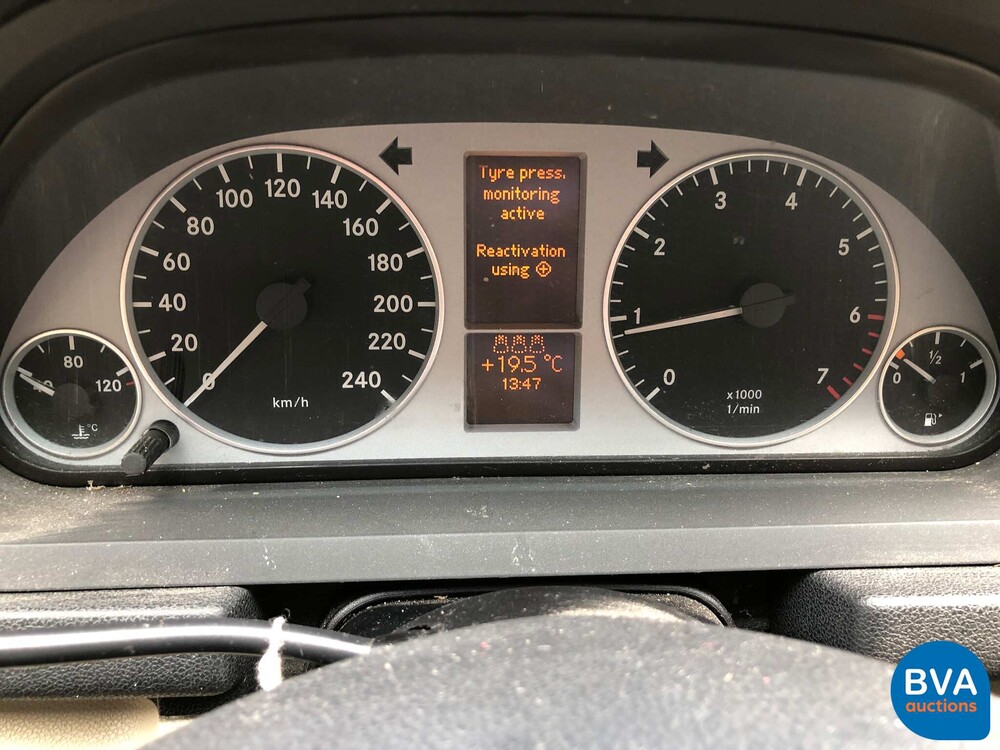 Tyre press.
monitoring
active
Reactivation
using
+19.5 °C
13:47
0
20
40
60
80
100
120
140
160
180
200
220
240
km/h
0
1
2
3
4
5
6
7
x1000
1/min
80
120
°C
0
1/2
1
BVA
auctions